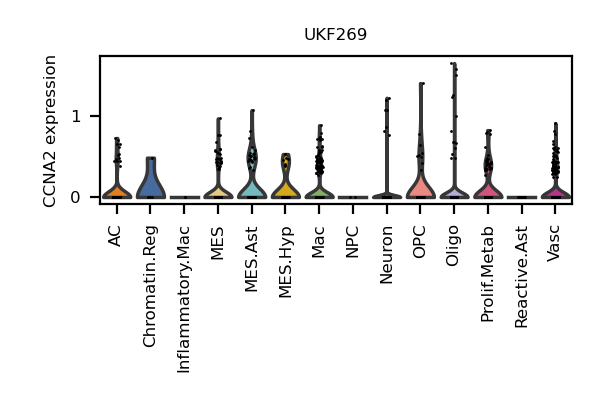 UKF269
CCNA2 expression
1
0
AC
Chromatin.Reg
Inflammatory.Mac
MES
MES.Ast
MES.Hyp
Mac
NPC
Neuron
OPC
Oligo
Prolif.Metab
Reactive.Ast
Vasc